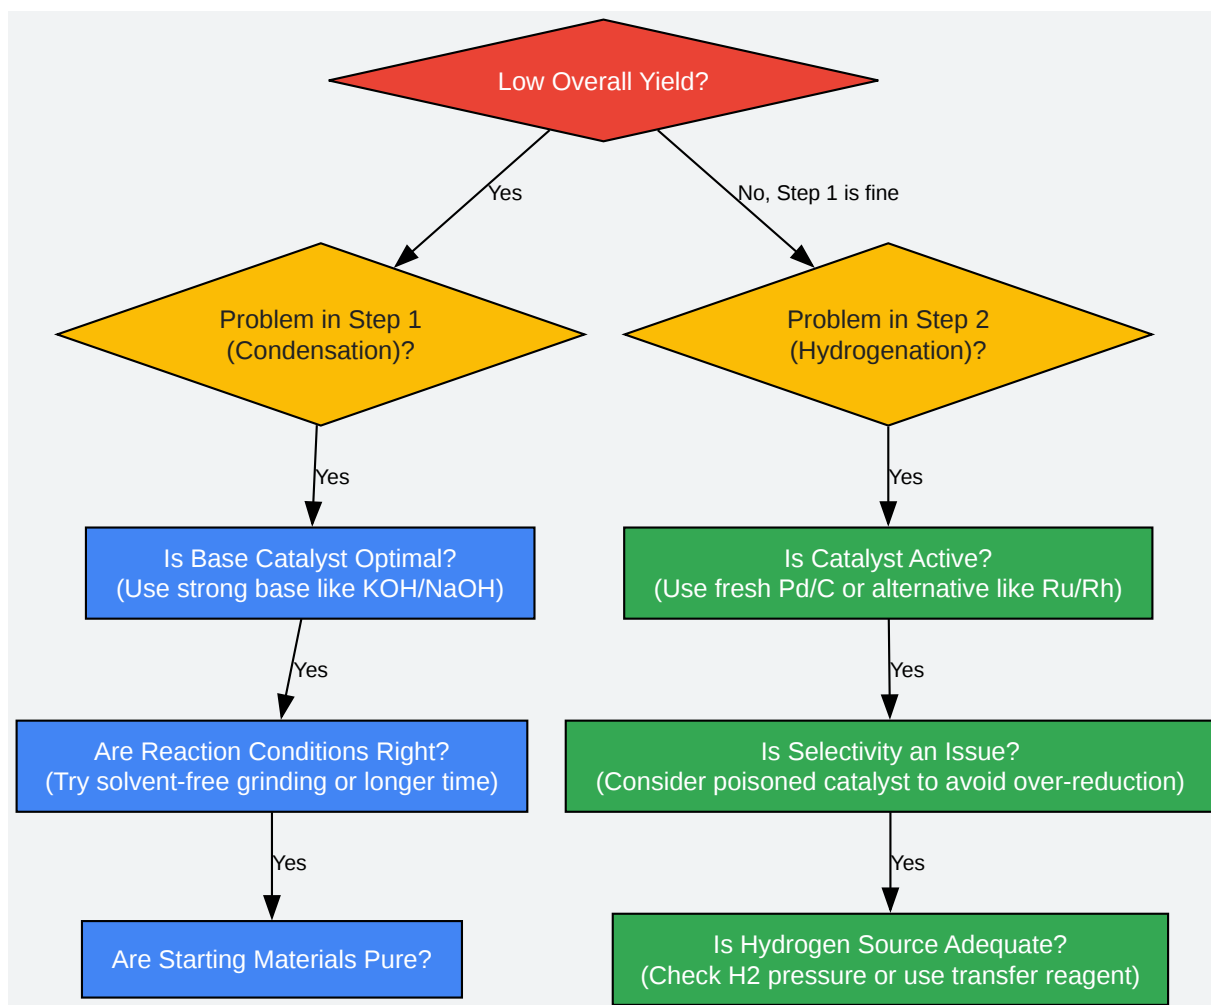 Low Overall Yield?
Yes
No, Step 1 is fine
Problem in Step 1
(Condensation)?
Problem in Step 2
(Hydrogenation)?
Yes
Yes
Is Base Catalyst Optimal?
(Use strong base like KOH/NaOH)
Is Catalyst Active?
(Use fresh Pd/C or alternative like Ru/Rh)
Yes
Yes
Are Reaction Conditions Right?
(Try solvent-free grinding or longer time)
Is Selectivity an Issue?
(Consider poisoned catalyst to avoid over-reduction)
Yes
Yes
Are Starting Materials Pure?
Is Hydrogen Source Adequate?
(Check H2 pressure or use transfer reagent)